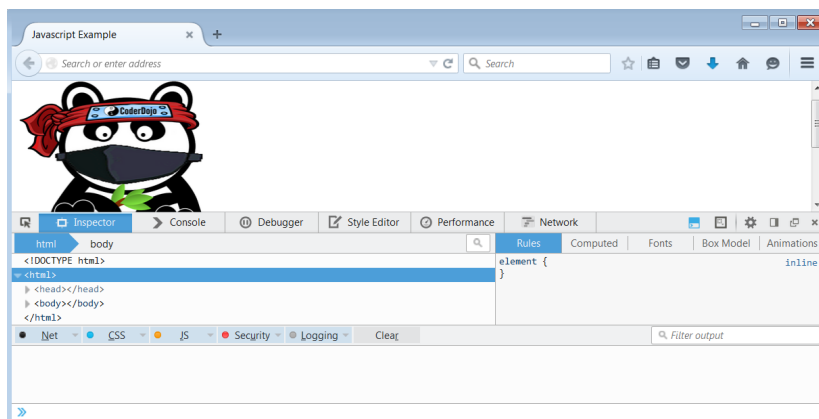 Javascript Example × +
Search or enter address Search
CoderDojo
Inspector Console Debugger Style Editor Performance Network
html body Rules Computed Fonts Box Model Animations
<!DOCTYPE html> element { inline
<html> }
<head></head>
<body></body>
</html>
Net CSS JS Security Logging Clear Filter output